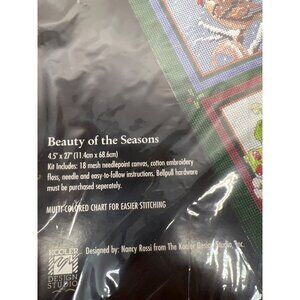 Beauty of the Seasons
4.5" x 27" (11.4cm x 68.6cm)
Kit Includes: 18 mesh needlepoint canvas, cotton embroidery
floss, needle and easy-to-follow instructions. Bellpull hardware
must be purchased seperately.
MULTI-COLORED CHART FOR EASIER STITCHING
KOOLER
DESIGN
STUDIO
Designed by: Nancy Rossi from The Kooler Design Studio, Inc.